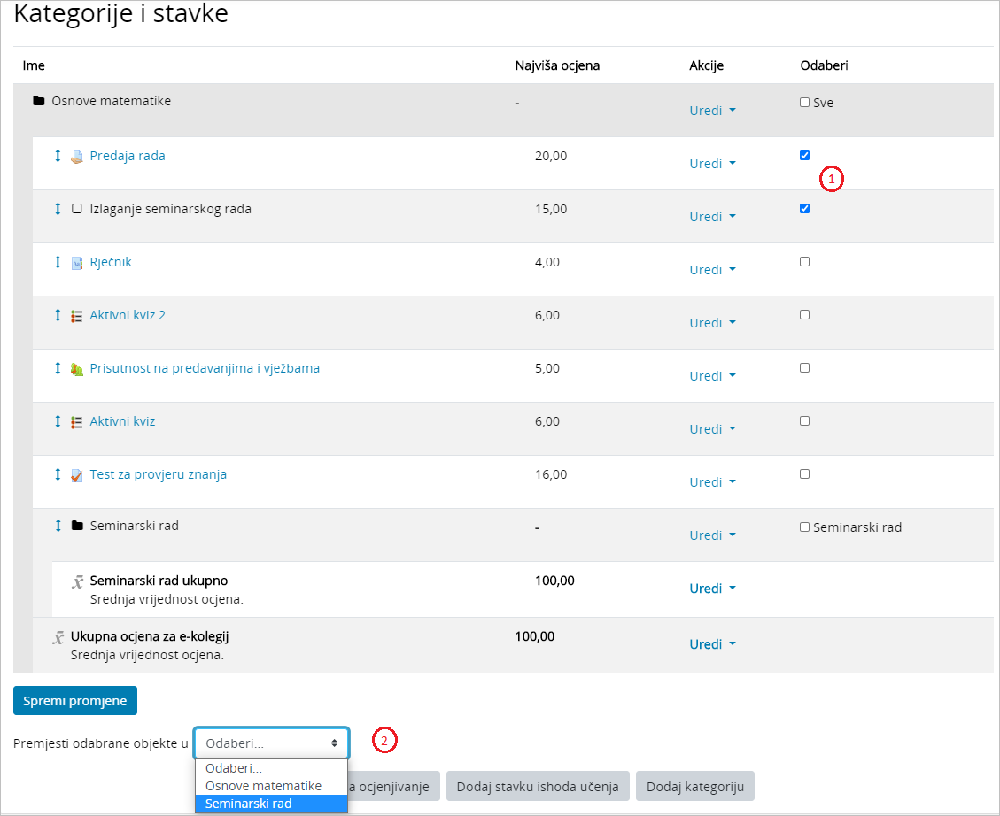 Kategorije i stavke
Ime Najviša ocjena Akcije Odaberi
Osnove matematike - Uredi Sve
Predaja rada 20,00 Uredi
1
Izlaganje seminarskog rada 15,00 Uredi
Rječnik 4,00 Uredi
Aktivni kviz 2 6,00 Uredi
Prisutnost na predavanjima i vježbama 5,00 Uredi
Aktivni kviz 6,00 Uredi
Test za provjeru znanja 16,00 Uredi
Seminarski rad - Uredi Seminarski rad
Seminarski rad ukupno 100,00 Uredi
Srednja vrijednost ocjena.
Ukupna ocjena za e-kolegij 100,00 Uredi
Srednja vrijednost ocjena.
Spremi promjene
Premjesti odabrane objekte u Odaberi... 2
Odaberi...
Osnove matematike a ocjenjivanje Dodaj stavku ishoda učenja Dodaj kategoriju
Seminarski rad